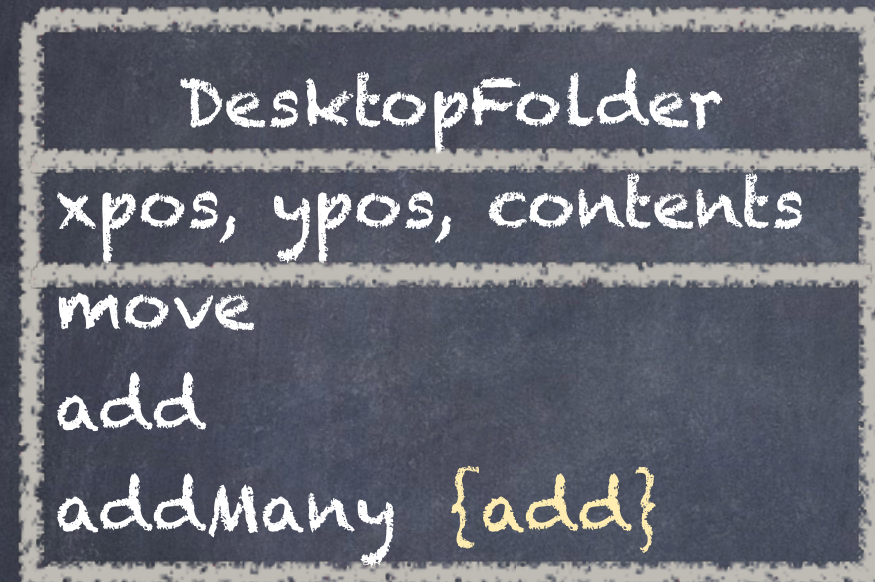 DesktopFolder
xpos, ypos, contents
move
add
addMany {add}